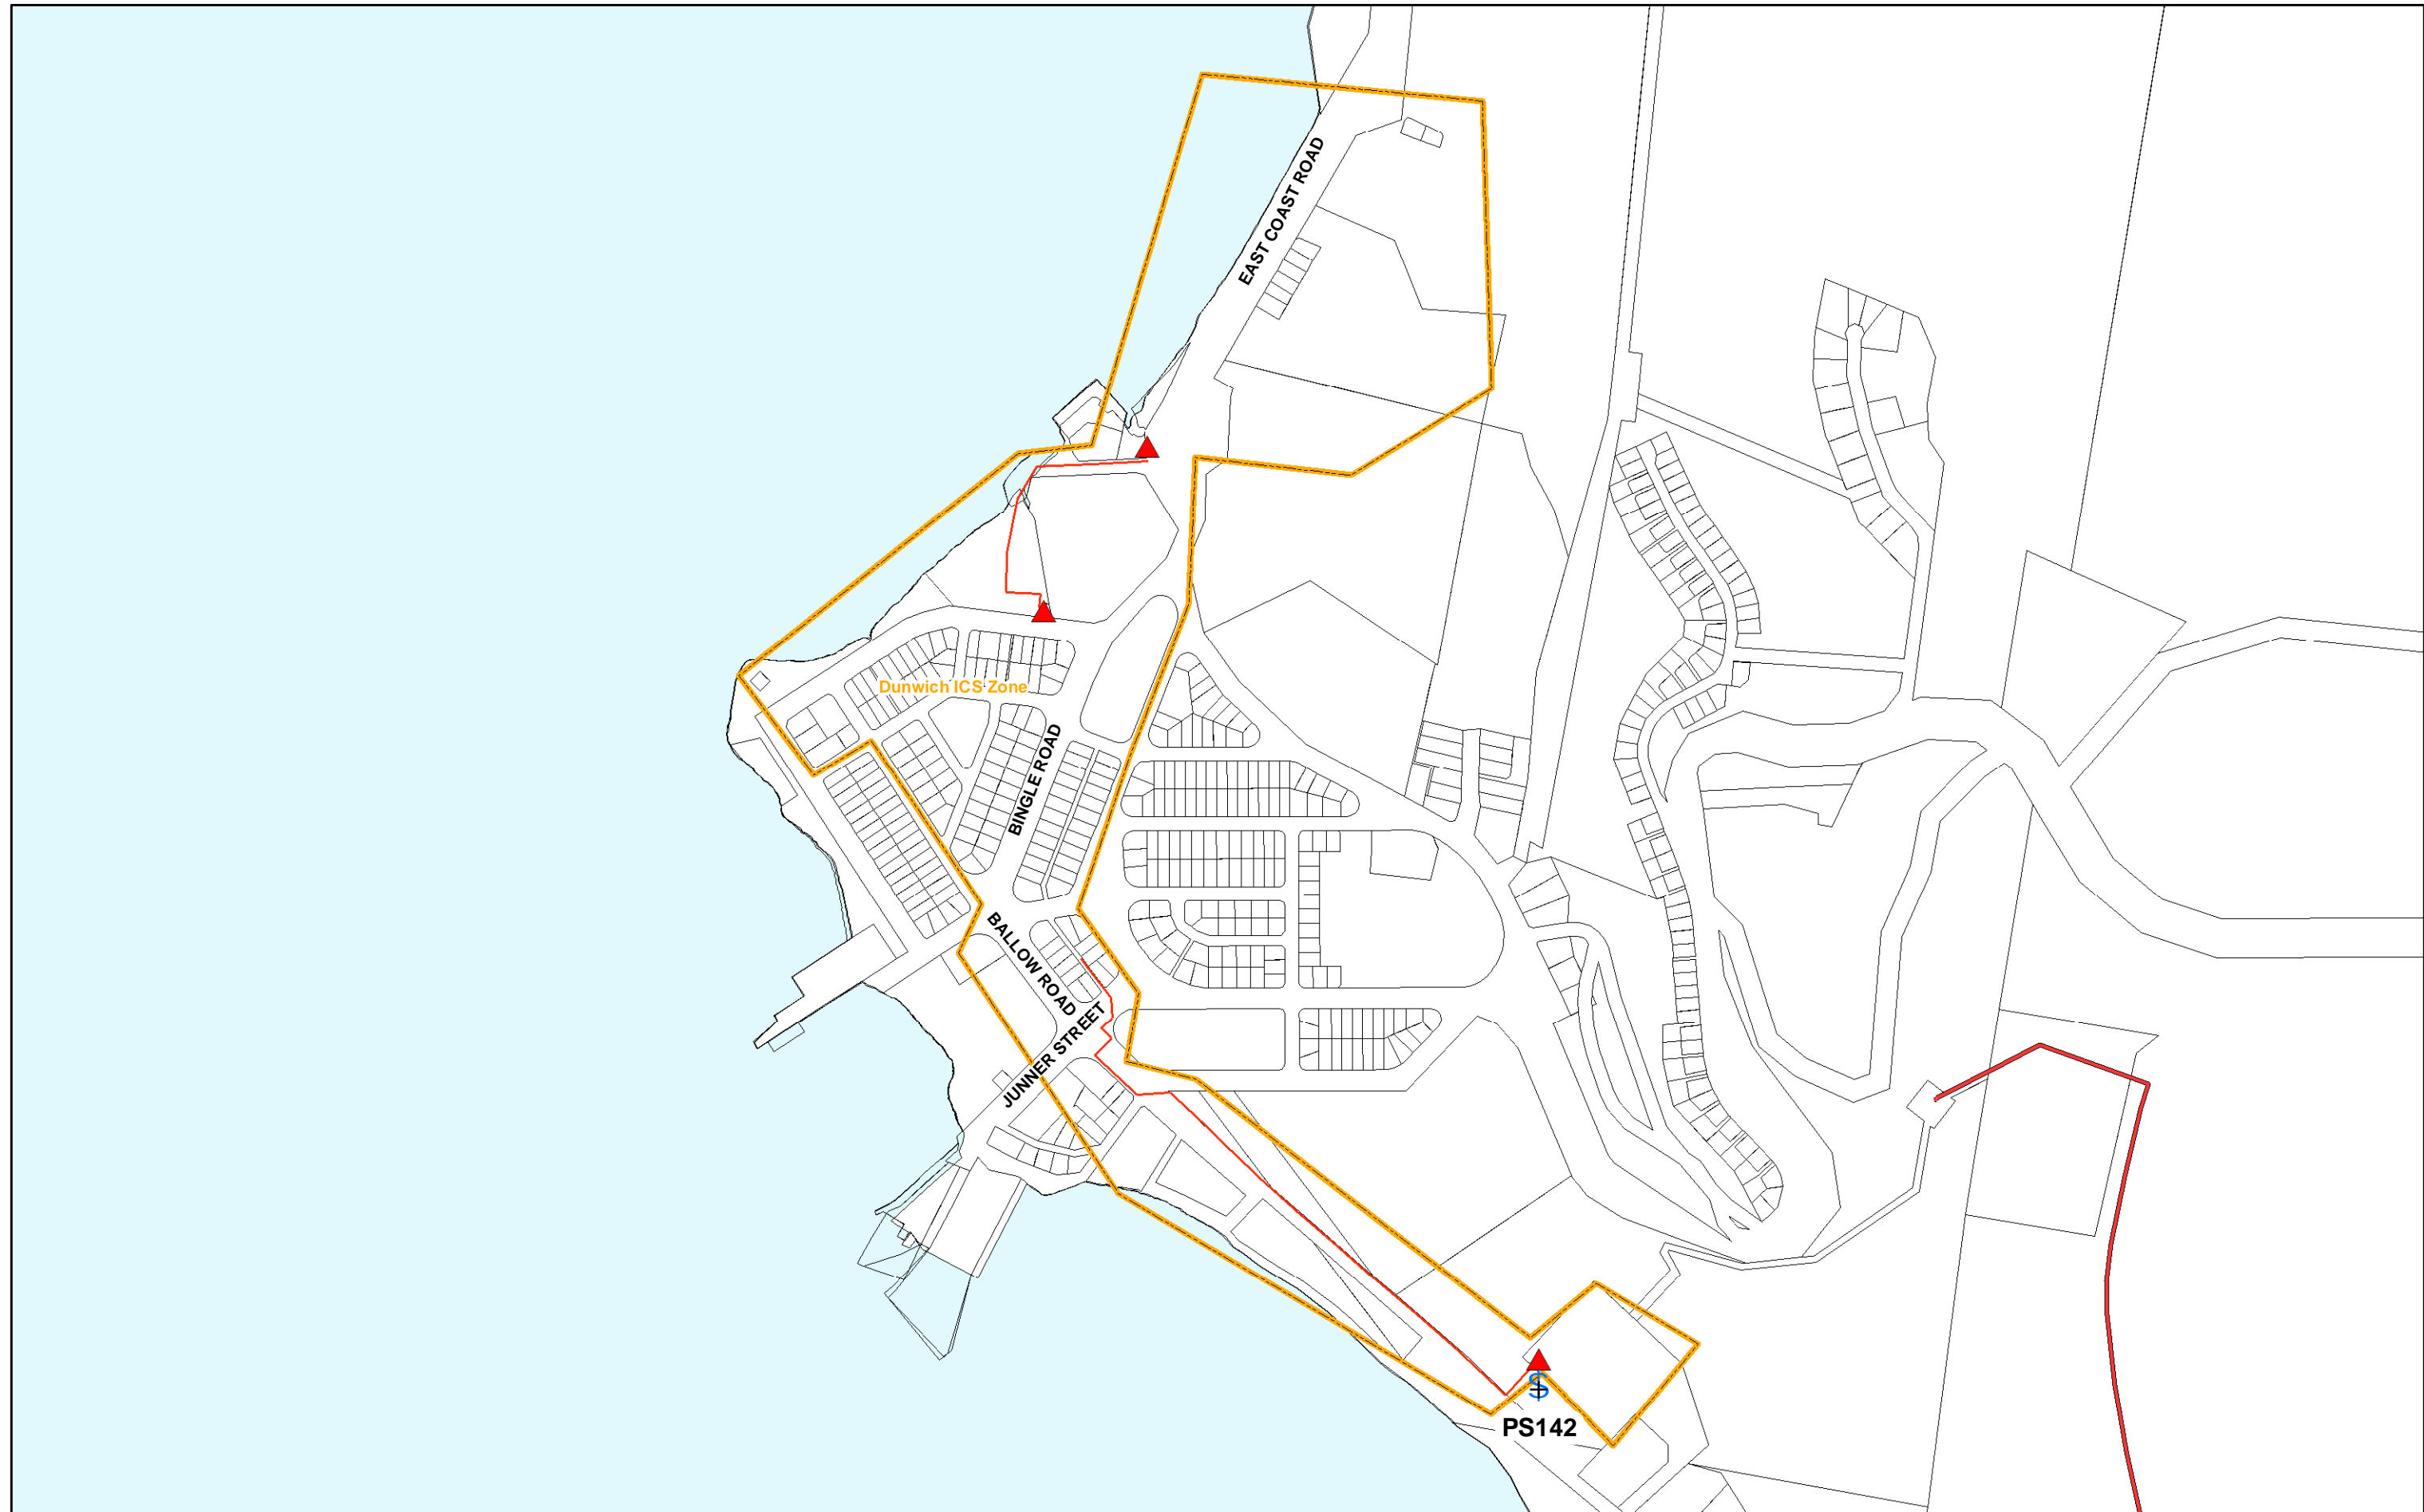 EAST COAST ROAD
Dunwich ICS Zone
BINGLE ROAD
BALLOW ROAD
JUNNER STREET
$
PS142